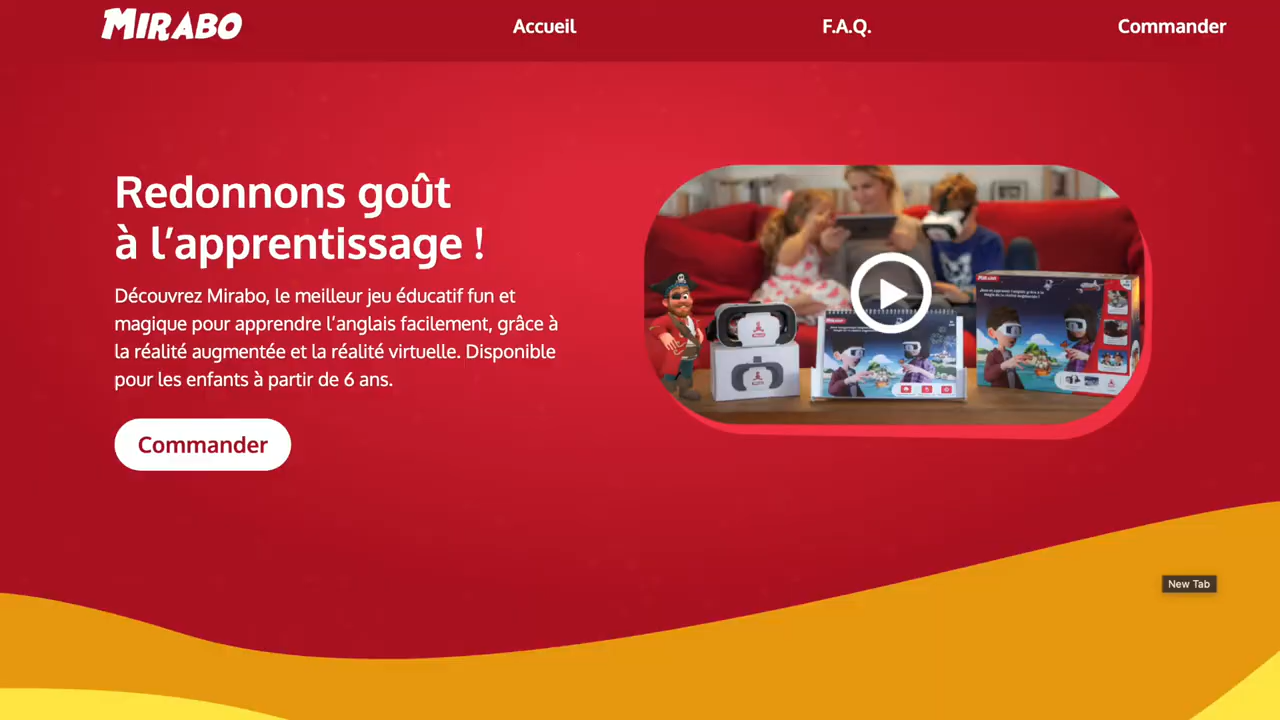 MIRABO
Accueil
F.A.Q.
Commander
Redonnons goût
à l’apprentissage !
Découvrez Mirabo, le meilleur jeu éducatif fun et
magique pour apprendre l’anglais facilement, grâce à
la réalité augmentée et la réalité virtuelle. Disponible
pour les enfants à partir de 6 ans.
Commander
New Tab